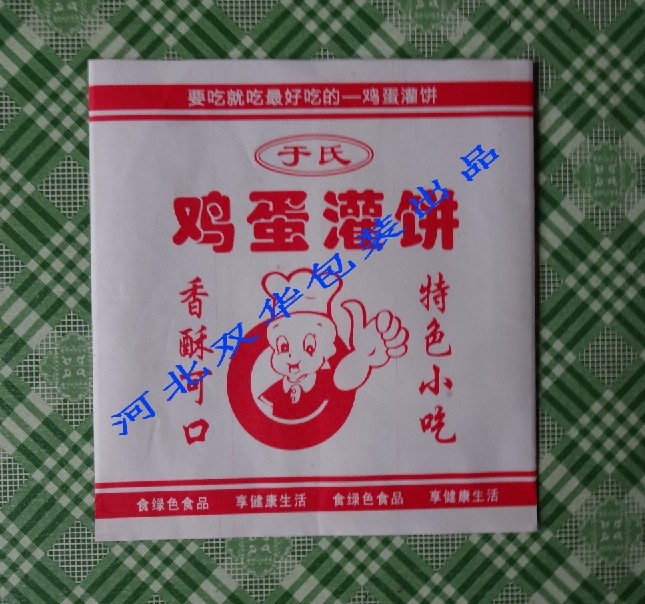 要吃就吃最好吃的—鸡蛋灌饼
于氏
鸡蛋灌饼
香酥可口
特色小吃
河北双华包装出品
食绿色食品 享健康生活 食绿色食品 享健康生活